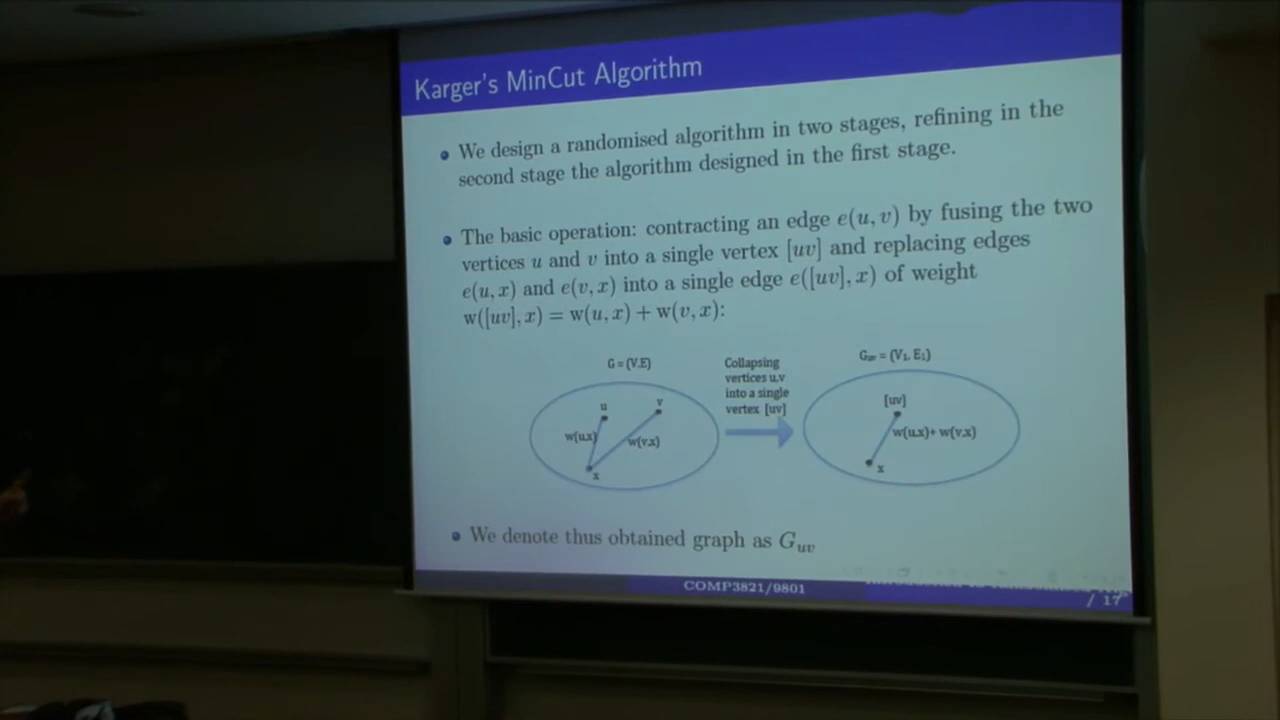 Karger's MinCut Algorithm
We design a randomised algorithm in two stages, refining in the
second stage the algorithm designed in the first stage.
The basic operation: contracting an edge e(u, v) by fusing the two
vertices u and v into a single vertex [uv] and replacing edges
e(u, x) and e(v, x) into a single edge e([uv], x) of weight
w([uv], x) = w(u, x) + w(v, x):
G = (V,E)
Collapsing
vertices u,v
into a single
vertex [uv]
Guv = (V1, E1)
u
v
w(u,x)
w(v,x)
x
[uv]
w(u,x)+ w(v,x)
x
We denote thus obtained graph as Guv
COMP3821/9801
/ 17